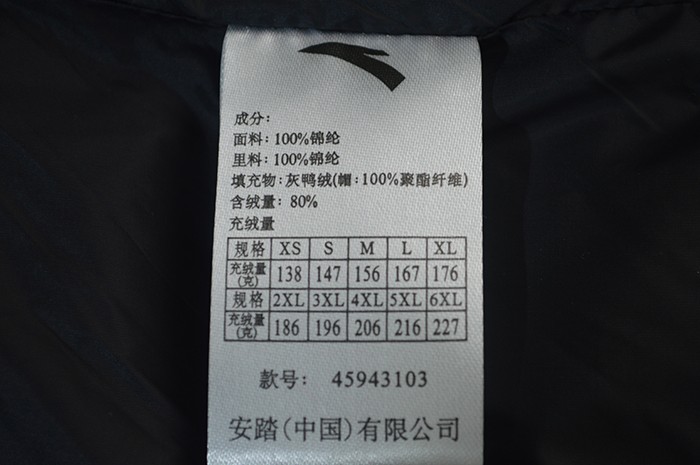 成分:
面料: 100%锦纶
里料: 100%锦纶
填充物:灰鸭绒(帽:100%聚酯纤维)
含绒量: 80%
充绒量
规格 XS S M L XL
充绒量(克) 138 147 156 167 176
规格 2XL 3XL 4XL 5XL 6XL
充绒量(克) 186 196 206 216 227
款号: 45943103
安踏(中国)有限公司